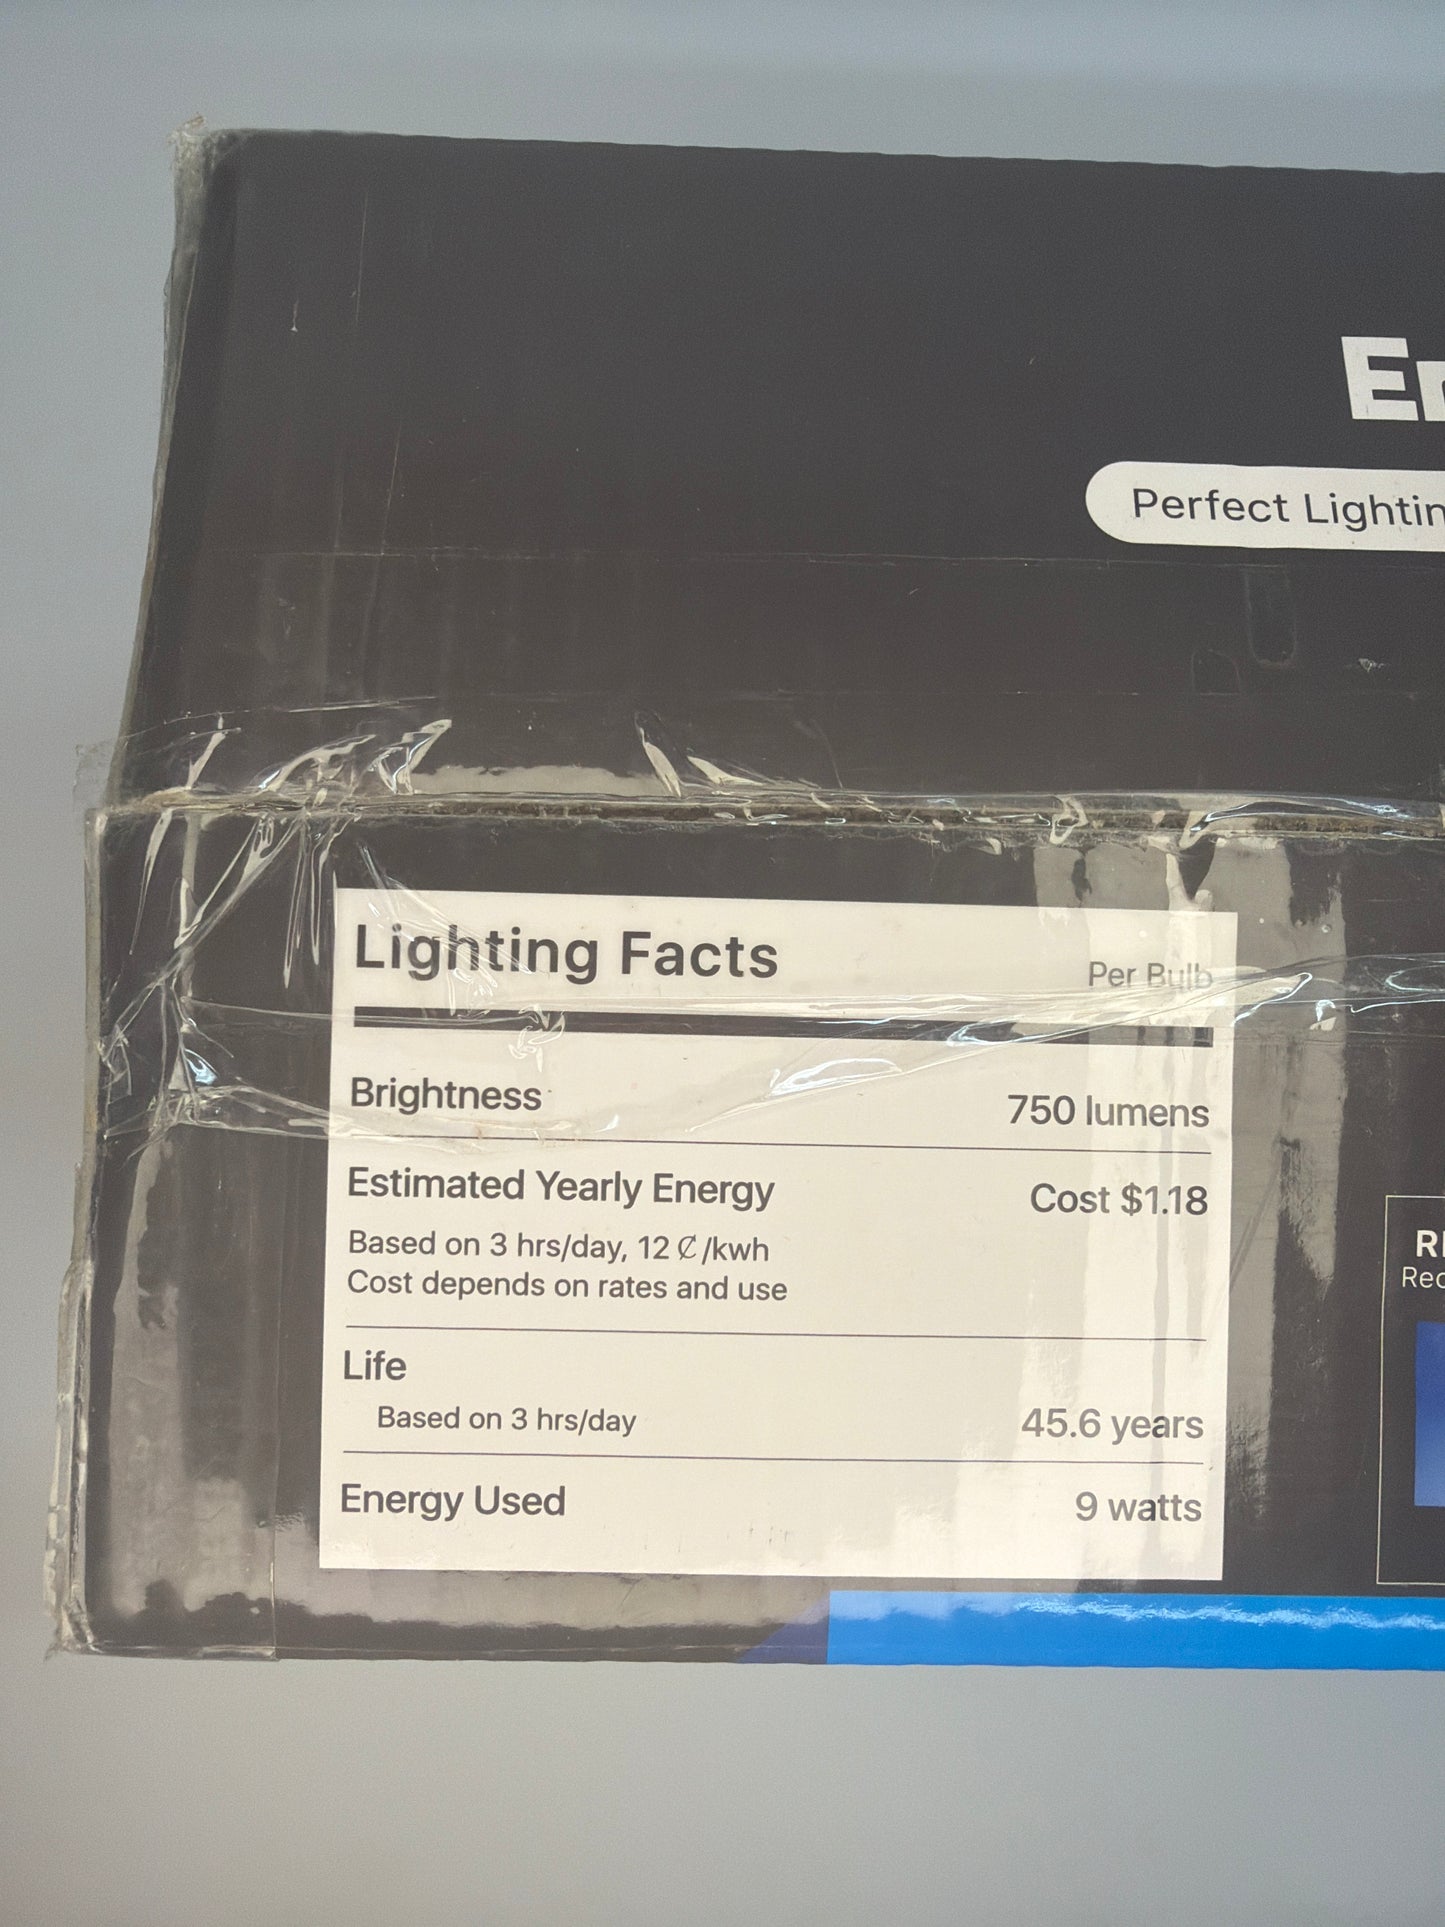 Perfect
Lighting Facts
Per Bulb
Brightness
750 lumens
Estimated Yearly Energy
Cost $1.18
Based on 3 hrs/day, 12 ₡/kwh
Cost depends on rates and use
Life
Based on 3 hrs/day
45.6 years
Energy Used
9 watts